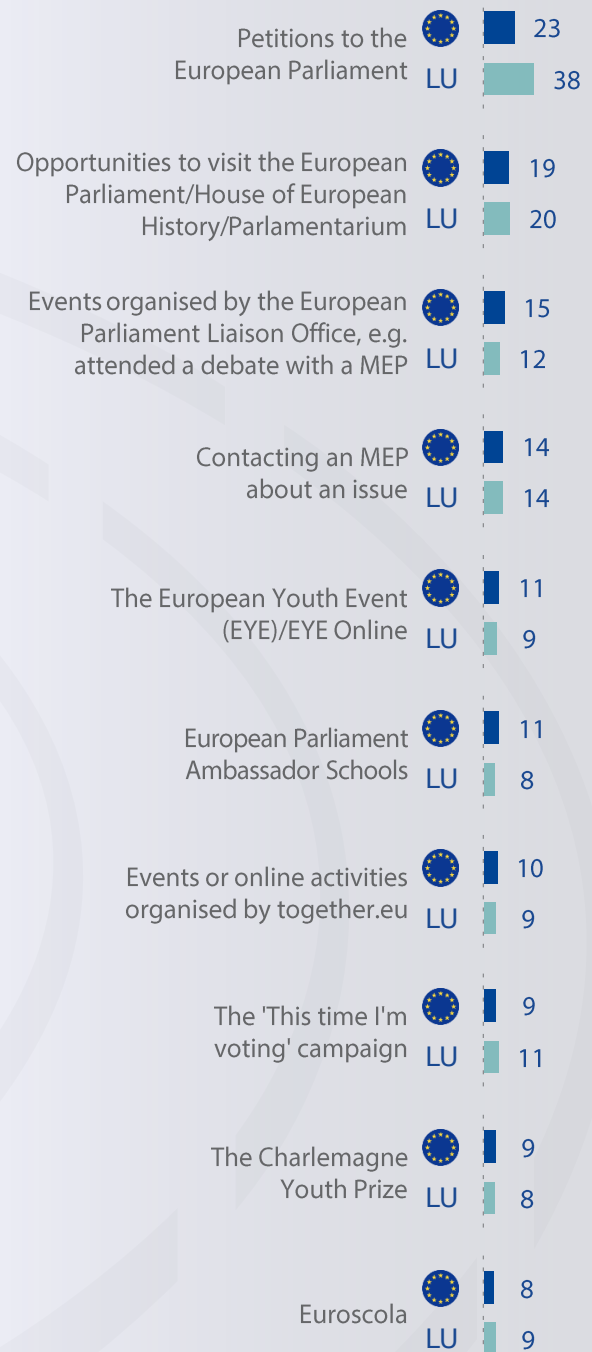 Petitions to the
European Parliament
23
LU 38
Opportunities to visit the European
Parliament/House of European
History/Parlamentarium
19
LU 20
Events organised by the European
Parliament Liaison Office, e.g.
attended a debate with a MEP
15
LU 12
Contacting an MEP
about an issue
14
LU 14
The European Youth Event
(EYE)/EYE Online
11
LU 9
European Parliament
Ambassador Schools
11
LU 8
Events or online activities
organised by together.eu
10
LU 9
The 'This time I'm
voting' campaign
9
LU 11
The Charlemagne
Youth Prize
9
LU 8
Euroscola
8
LU 9